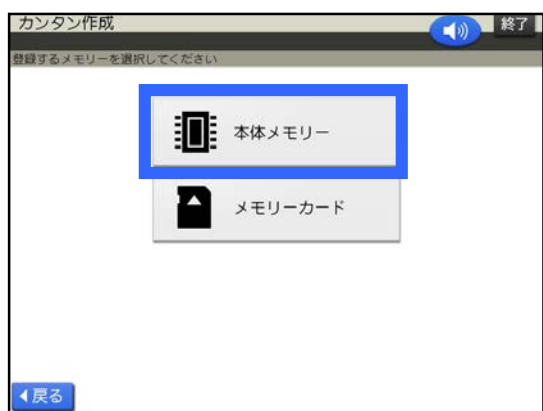 カンタン作成
終了
登録するメモリーを選択してください
本体メモリー
メモリーカード
戻る